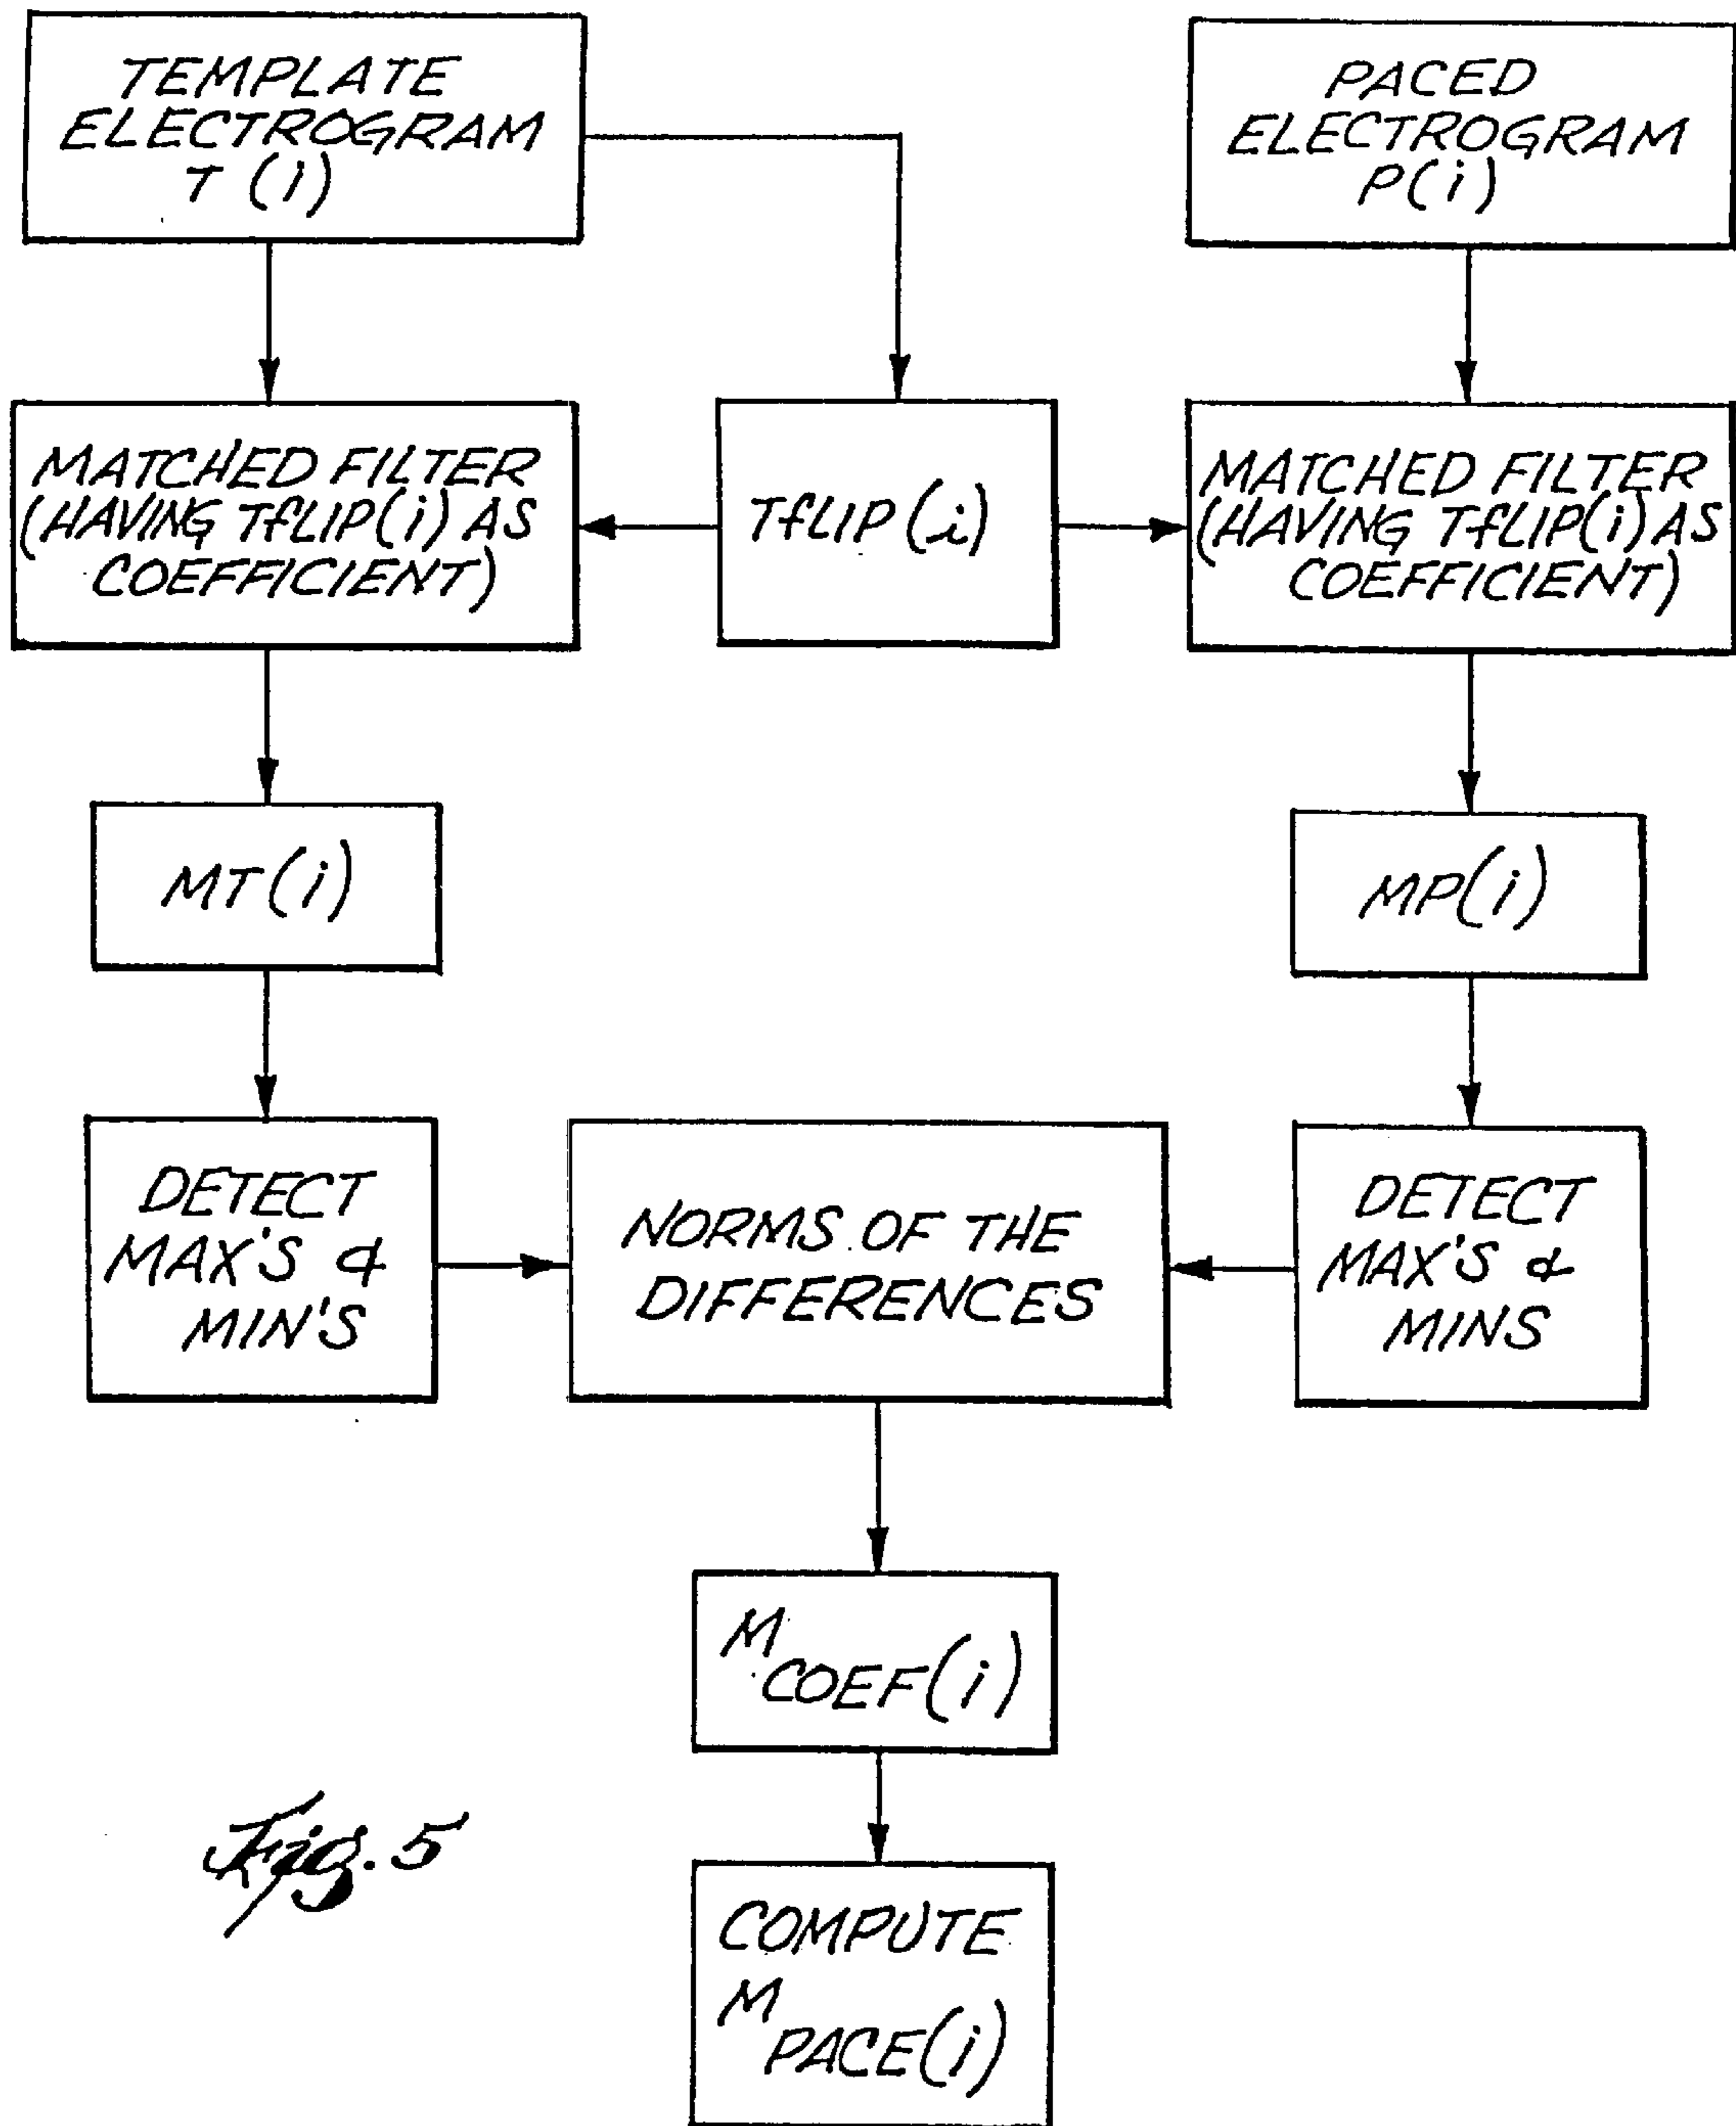 TEMPLATE
ELECTROGRAM
T (i)
PACED
ELECTROGRAM
P(i)
MATCHED FILTER
(HAVING TfLIP(i) AS
COEFFICIENT)
TfLIP (i)
MATCHED FILTER
(HAVING TfLIP(i) AS
COEFFICIENT)
MT(i)
MP(i)
DETECT
MAX'S &
MIN'S
NORMS OF THE
DIFFERENCES
DETECT
MAX'S &
MINS
M
COEF(i)
COMPUTE
M
PACE(i)
Fig. 5